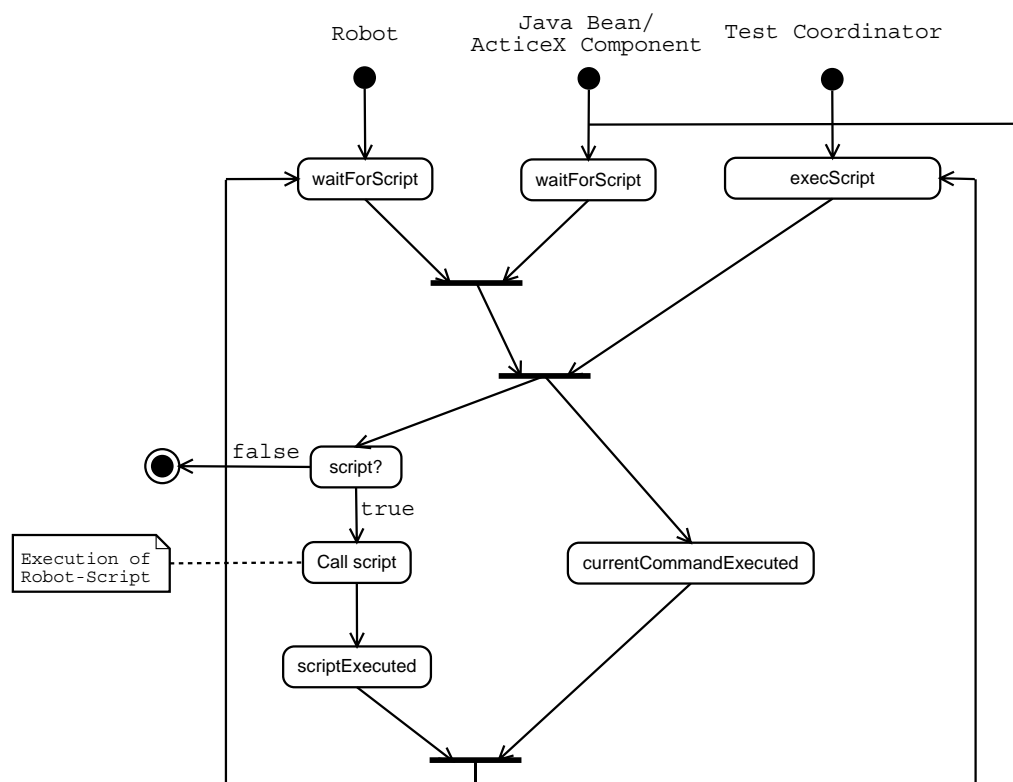 Robot
Java Bean/
ActiceX Component
Test Coordinator
waitForScript
waitForScript
execScript
false
script?
true
Execution of
Robot-Script
Call script
currentCommandExecuted
scriptExecuted